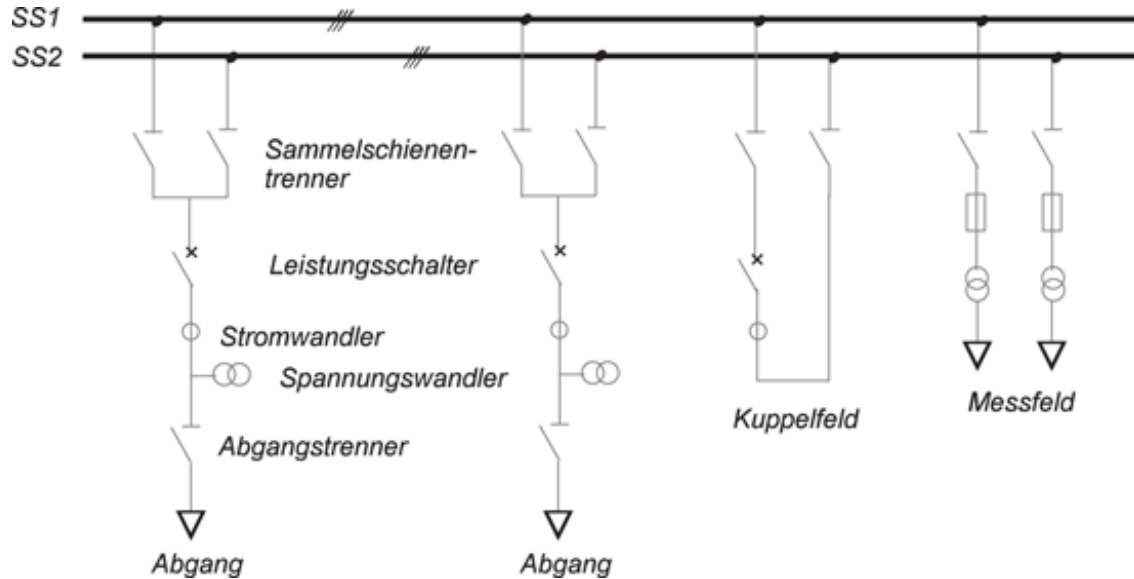 SS1
SS2
Sammelschienen-
trenner
Leistungsschalter
Stromwandler
Spannungswandler
Abgangstrenner
Kuppelfeld
Messfeld
Abgang
Abgang